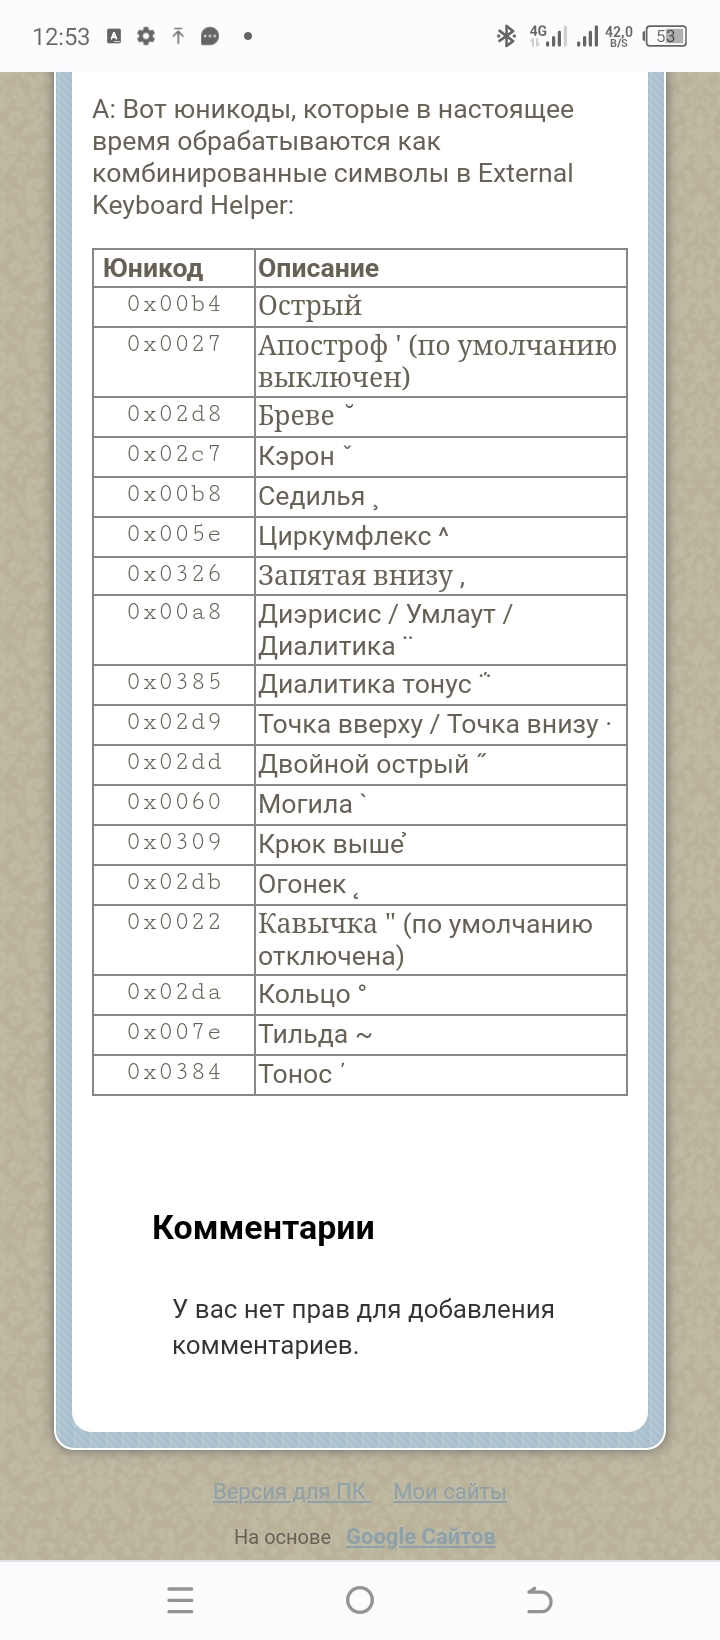 12:53
4G
42,0
B/S
53
А: Вот юникоды, которые в настоящее
время обрабатываются как
комбинированные символы в External
Keyboard Helper:
Юникод Описание
0x00b4 Острый
0x0027 Апостроф ' (по умолчанию
выключен)
0x02d8 Бреве ˘
0x02c7 Кэрон ˇ
0x00b8 Седилья ¸
0x005e Циркумфлекс ^
0x0326 Запятая внизу ,
0x00a8 Диэрисис / Умлаут /
Диалитика ¨
0x0385 Диалитика тонус ΅
0x02d9 Точка вверху / Точка внизу ·
0x02dd Двойной острый ˝
0x0060 Могила `
0x0309 Крюк выше ̉
0x02db Огонек ˛
0x0022 Кавычка " (по умолчанию
отключена)
0x02da Кольцо °
0x007e Тильда ~
0x0384 Тонос ΄
Комментарии
У вас нет прав для добавления
комментариев.
Версия для ПК Мои сайты
На основе Google Сайтов